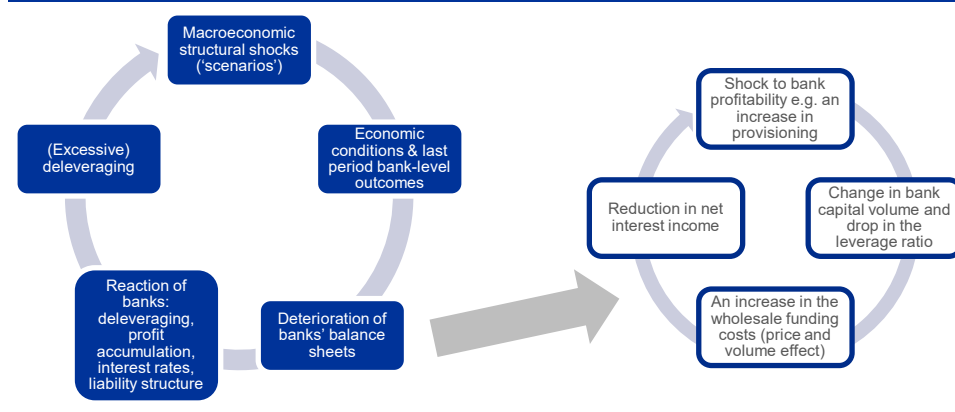 Macroeconomic
structural shocks
(‘scenarios’)
Economic
conditions & last
period bank-level
outcomes
Deterioration of
banks’ balance
sheets
Reaction of
banks:
deleveraging,
profit
accumulation,
interest rates,
liability structure
(Excessive)
deleveraging
Shock to bank
profitability e.g. an
increase in
provisioning
Change in bank
capital volume and
drop in the
leverage ratio
An increase in the
wholesale funding
costs (price and
volume effect)
Reduction in net
interest income